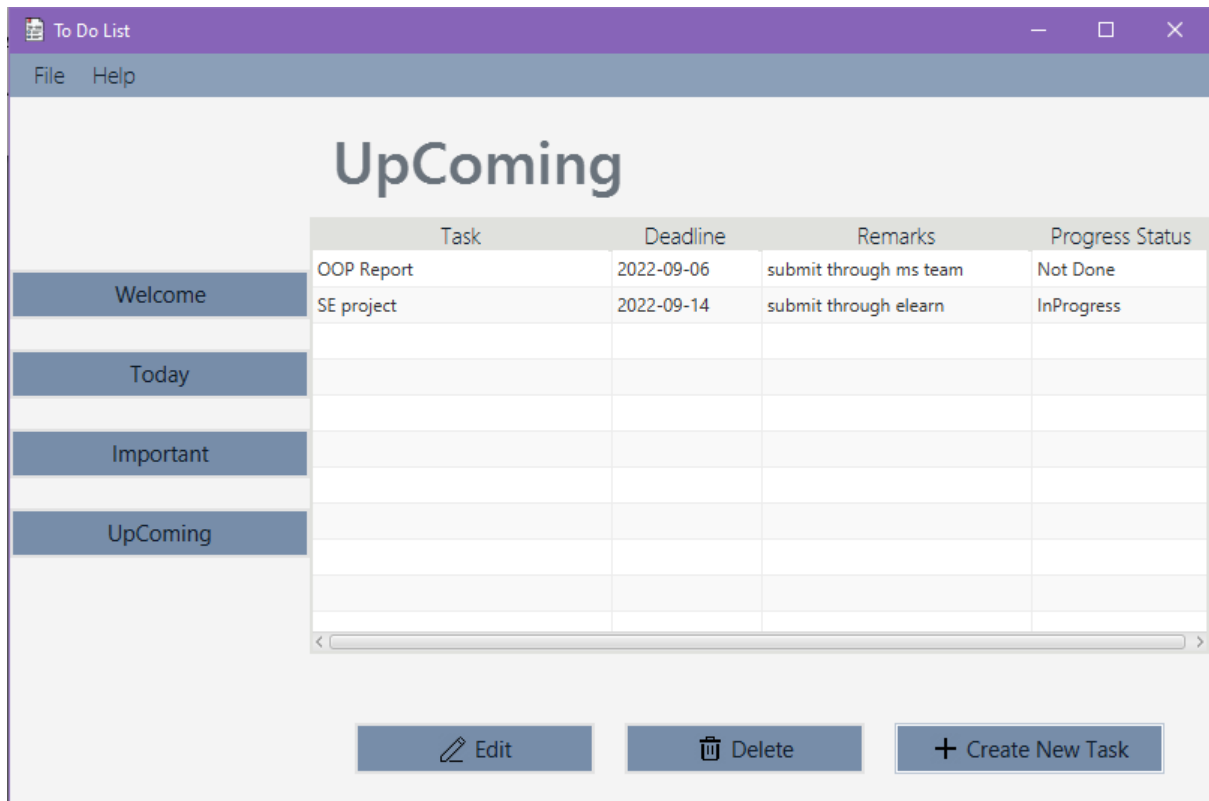 To Do List
File Help
UpComing
Task Deadline Remarks Progress Status
OOP Report 2022-09-06 submit through ms team Not Done
SE project 2022-09-14 submit through elearn InProgress
Welcome
Today
Important
UpComing
Edit Delete Create New Task